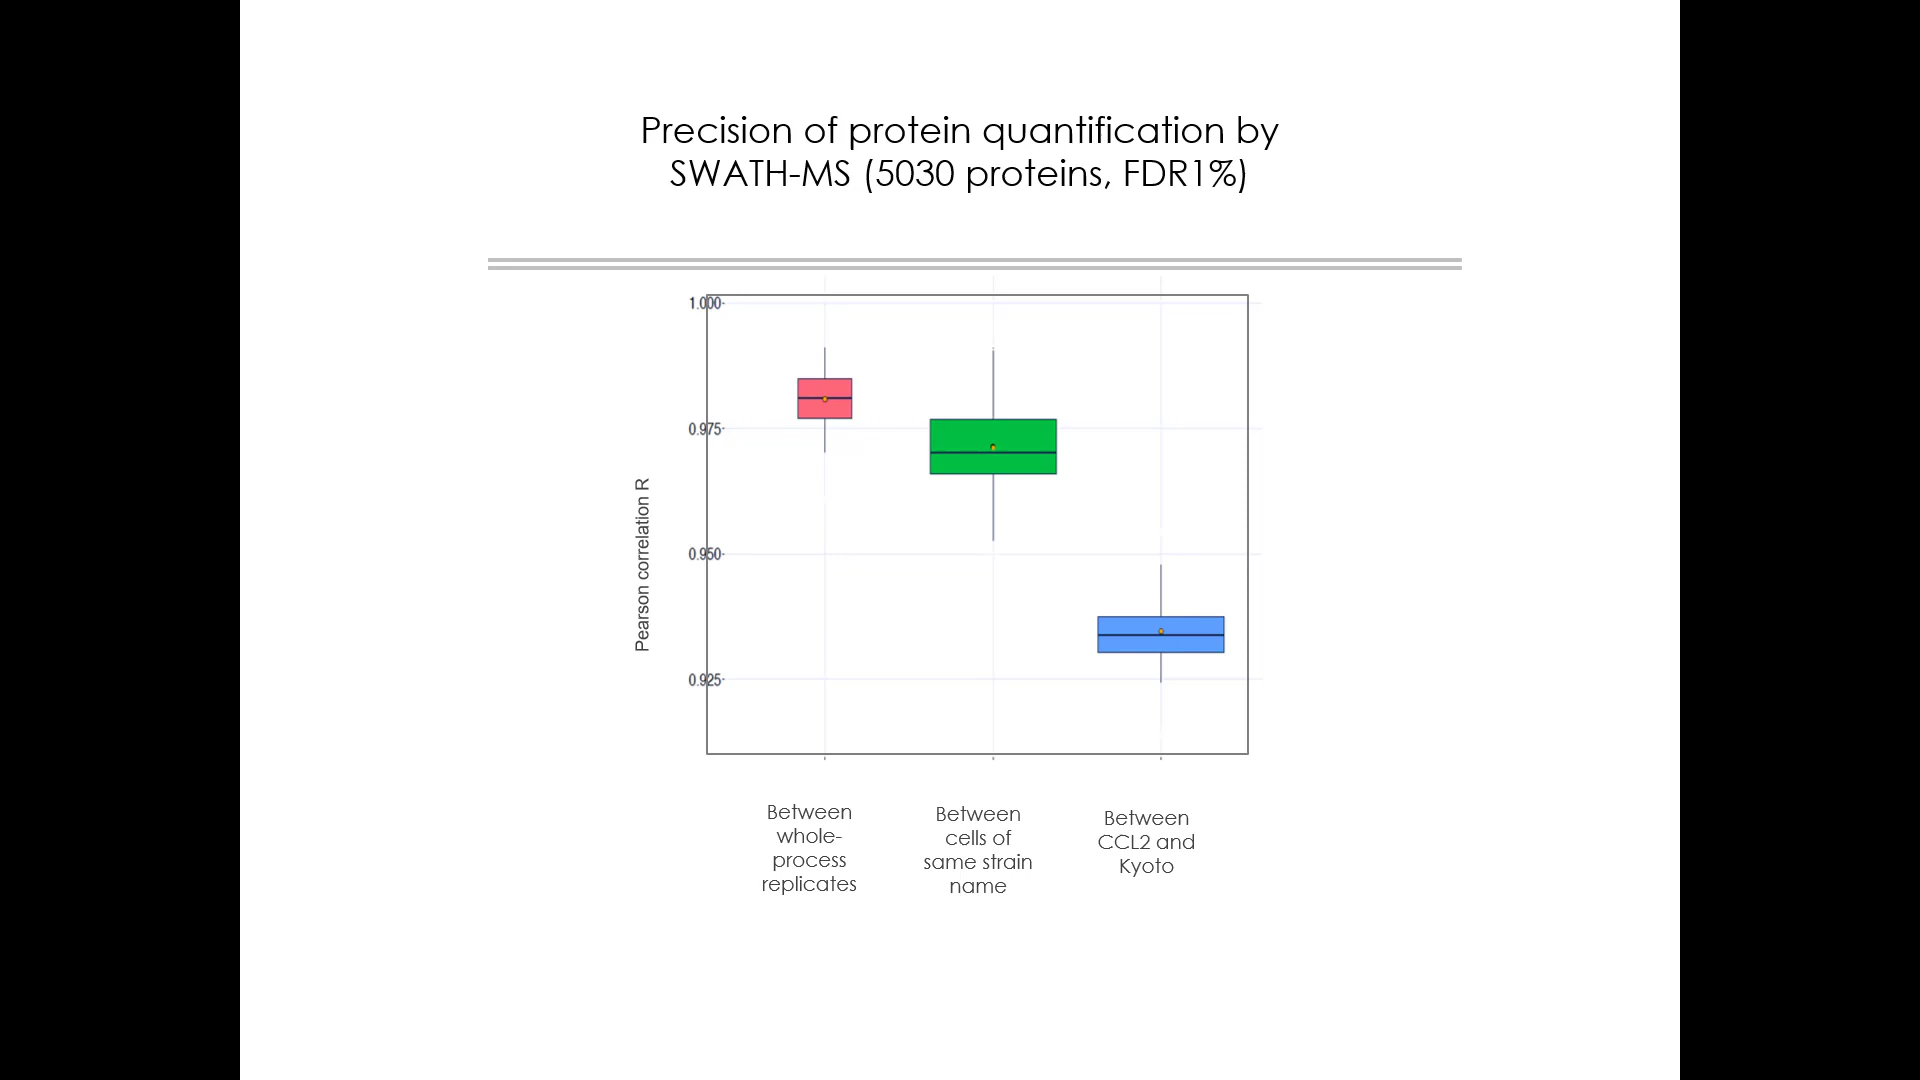 Precision of protein quantification by
SWATH-MS (5030 proteins, FDR1%)
1.000
0.975
0.950
0.925
Pearson correlation R
Between
whole-
process
replicates
Between
cells of
same strain
name
Between
CCL2 and
Kyoto